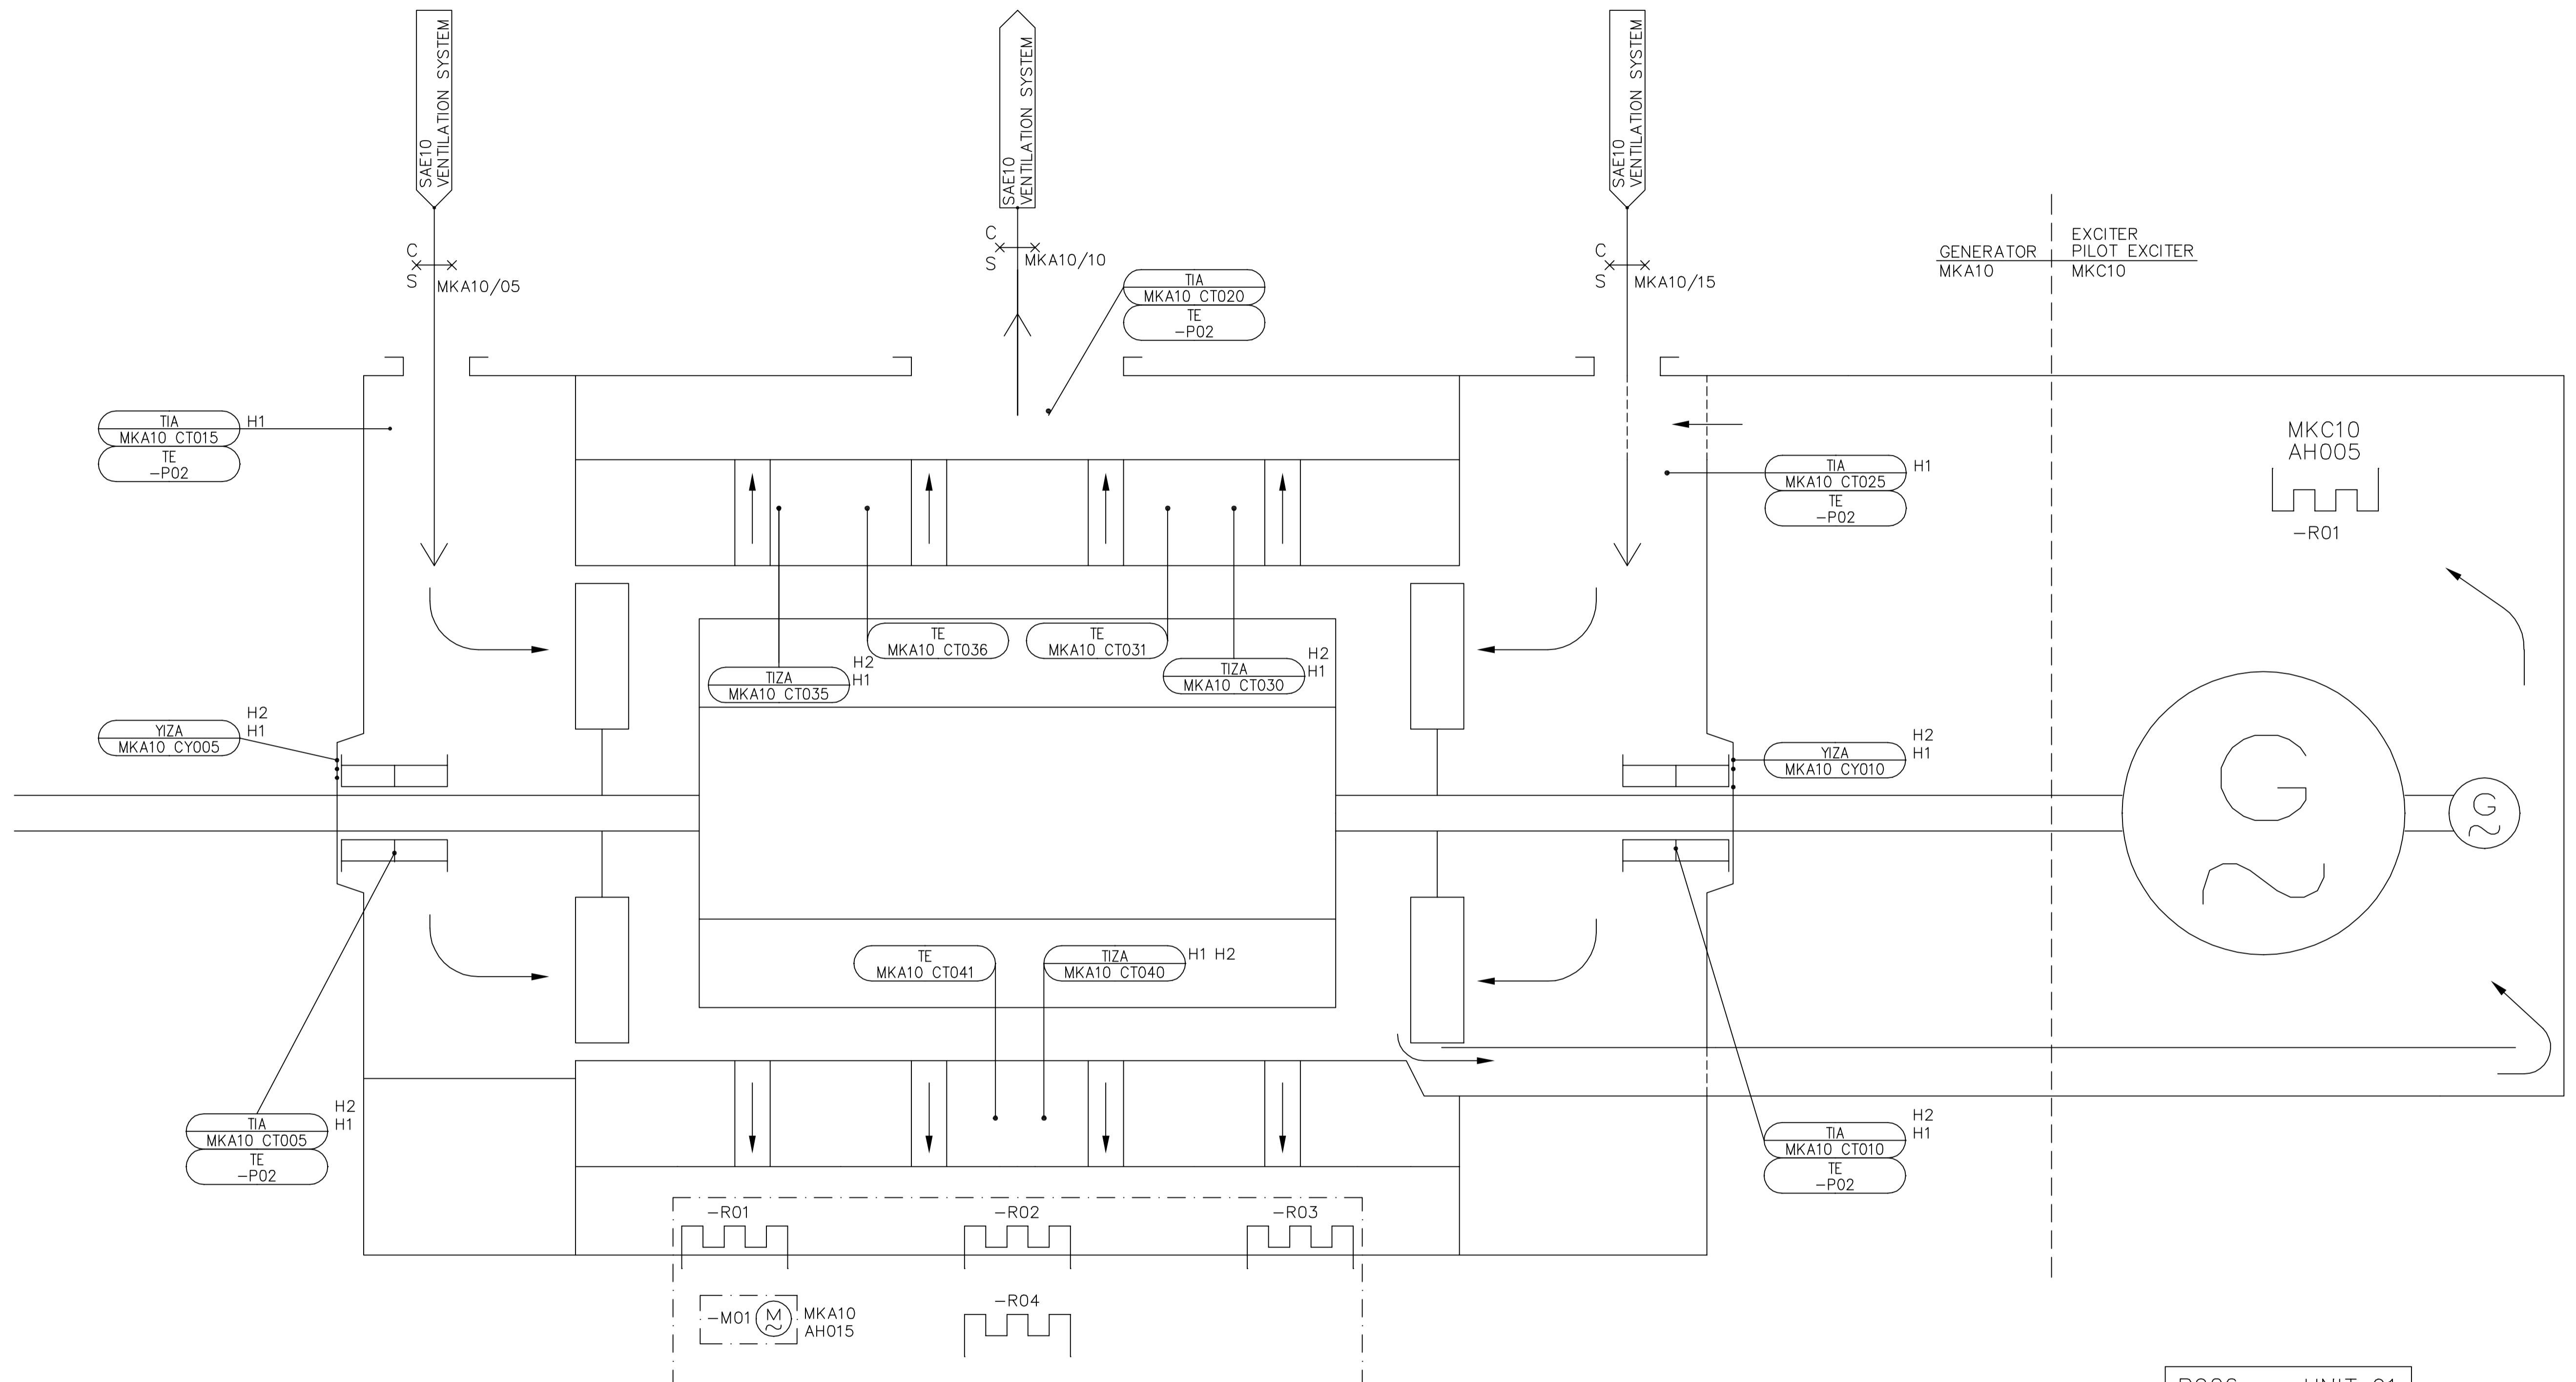 SAE10
VENTILATION SYSTEM
SAE10
VENTILATION SYSTEM
SAE10
VENTILATION SYSTEM
C
S
MKA10/05
C
S
MKA10/10
C
S
MKA10/15
GENERATOR
MKA10
EXCITER
PILOT EXCITER
MKC10
TIA
MKA10 CT020
TE
-P02
TIA
MKA10 CT015
H1
TE
-P02
TIA
MKA10 CT025
H1
TE
-P02
MKC10
AH005
-R01
TE
MKA10 CT036
TE
MKA10 CT031
TIZA
MKA10 CT035
H2
H1
TIZA
MKA10 CT030
H2
H1
YIZA
MKA10 CY005
H2
H1
YIZA
MKA10 CY010
H2
H1
G
G
TE
MKA10 CT041
TIZA
MKA10 CT040
H1 H2
TIA
MKA10 CT005
H2
H1
TE
-P02
TIA
MKA10 CT010
H2
H1
TE
-P02
-R01
-R02
-R03
-M01
M
MKA10
AH015
-R04